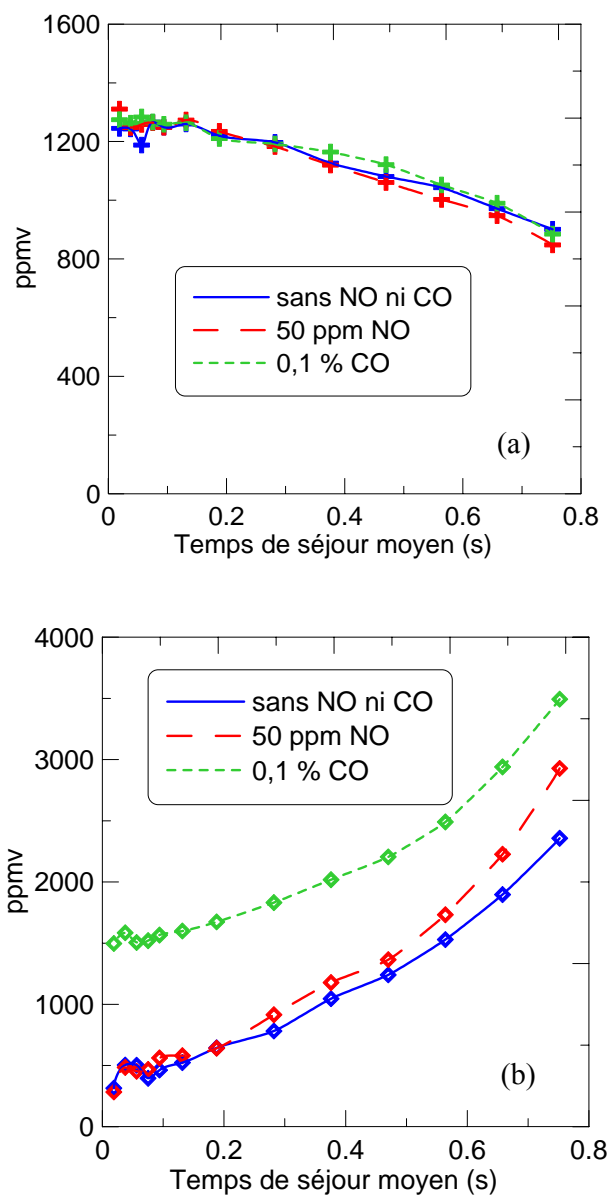 1600
1200
ppmv
800
sans NO ni CO
50 ppm NO
0,1 % CO
400
(a)
0
0 0.2 0.4 0.6 0.8
Temps de séjour moyen (s)
4000
sans NO ni CO
50 ppm NO
3000
0,1 % CO
ppmv
2000
1000
(b)
0
0 0.2 0.4 0.6 0.8
Temps de séjour moyen (s)